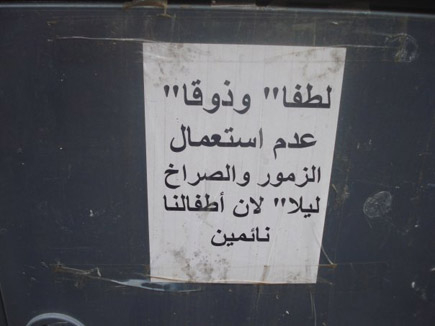 لطفا" وذوقا"
عدم استعمال
الزمور والصراخ
ليلا" لان أطفالنا
نائمين